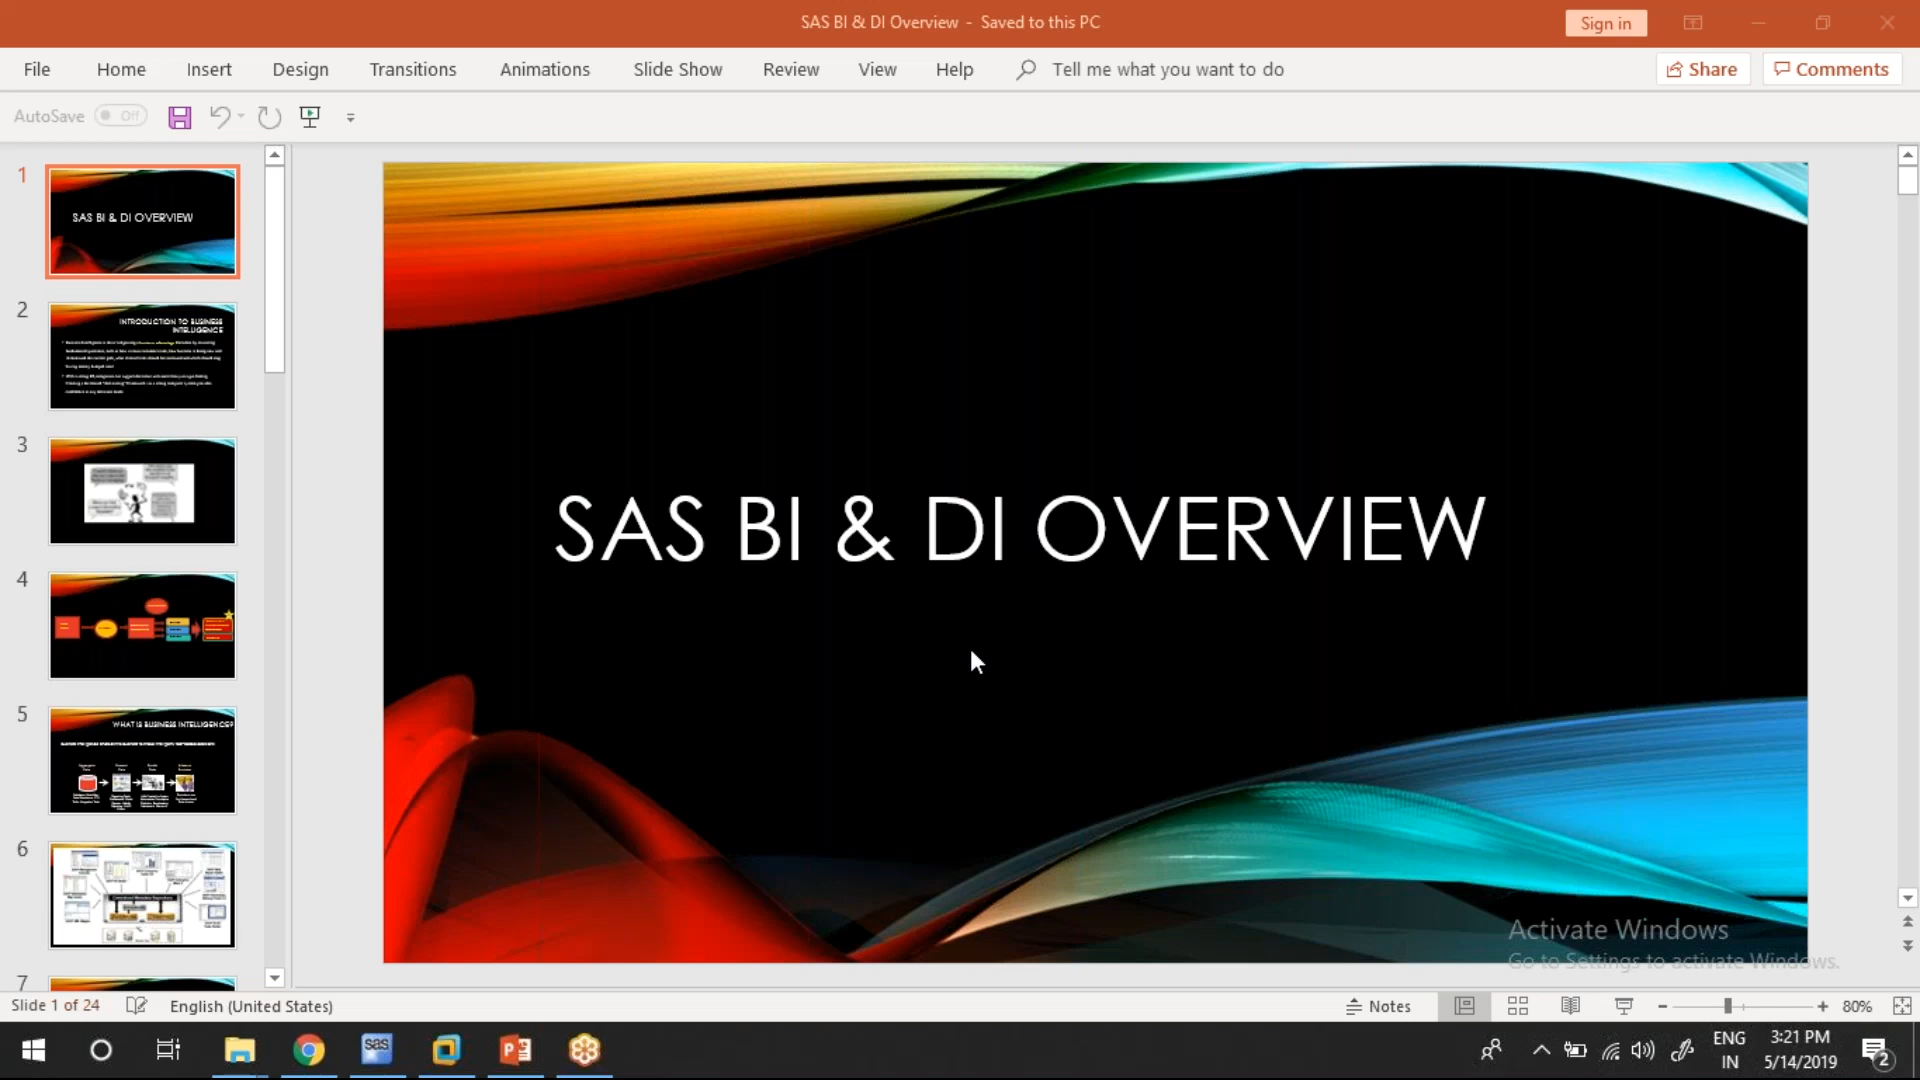 SAS BI & DI Overview - Saved to this PC
Sign in
File Home Insert Design Transitions Animations Slide Show Review View Help Tell me what you want to do
Share Comments
AutoSave Off
1
SAS BI & DI OVERVIEW
2
INTRODUCTION TO BUSINESS
INTELLIGENCE
3
4
5
WHAT IS BUSINESS INTELLIGENCE?
6
7
SAS BI & DI OVERVIEW
Activate Windows
Go to Settings to activate Windows.
Slide 1 of 24 English (United States) Notes 80%
sas
ENG
IN
3:21 PM
5/14/2019
2